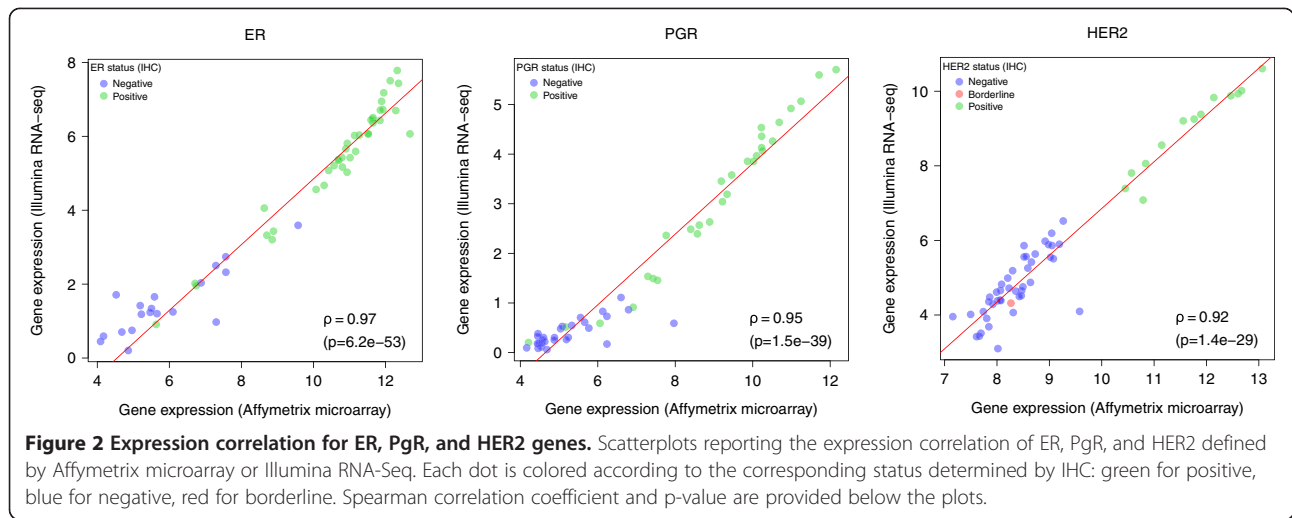 ER
PGR
HER2
ER status (IHC)
Negative
Positive
Gene expression (Illumina RNA−seq)
8
6
4
2
0
ρ = 0.97
(p=6.2e−53)
4
6
8
10
12
Gene expression (Affymetrix microarray)
PGR status (IHC)
Negative
Positive
Gene expression (Illumina RNA−seq)
5
4
3
2
1
0
ρ = 0.95
(p=1.5e−39)
4
6
8
10
12
Gene expression (Affymetrix microarray)
HER2 status (IHC)
Negative
Borderline
Positive
Gene expression (Illumina RNA−seq)
10
8
6
4
ρ = 0.92
(p=1.4e−29)
7
8
9
10
11
12
13
Gene expression (Affymetrix microarray)
Figure 2 Expression correlation for ER, PgR, and HER2 genes. Scatterplots reporting the expression correlation of ER, PgR, and HER2 defined
by Affymetrix microarray or Illumina RNA-Seq. Each dot is colored according to the corresponding status determined by IHC: green for positive,
blue for negative, red for borderline. Spearman correlation coefficient and p-value are provided below the plots.